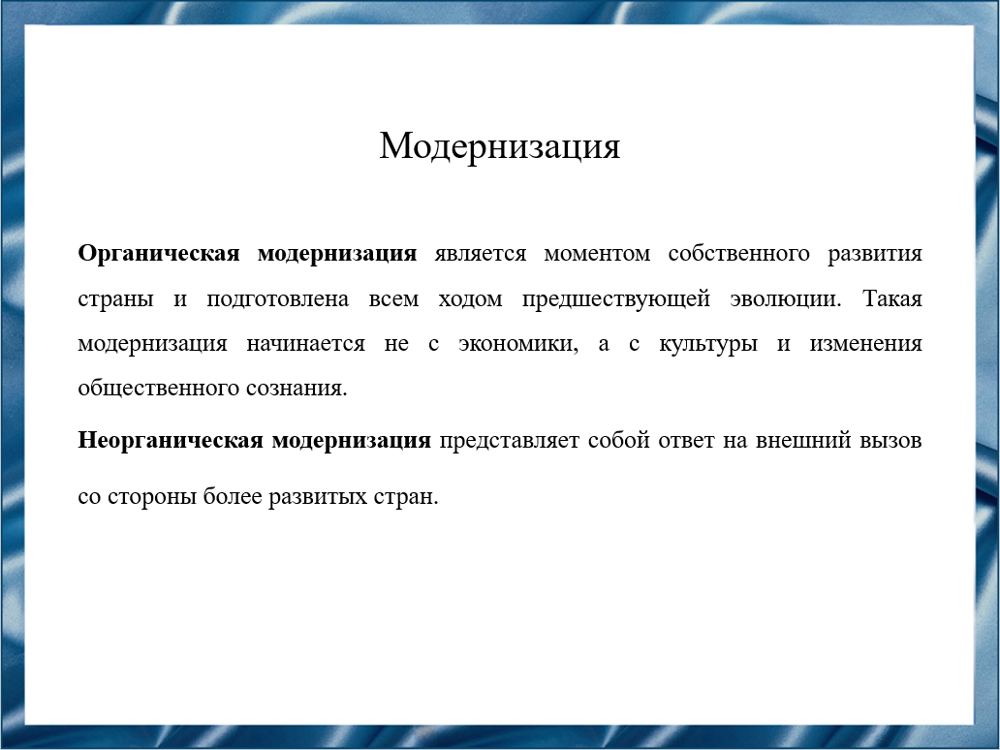 Модернизация
Органическая модернизация является моментом собственного развития
страны и подготовлена всем ходом предшествующей эволюции. Такая
модернизация начинается не с экономики, а с культуры и изменения
общественного сознания.
Неорганическая модернизация представляет собой ответ на внешний вызов
со стороны более развитых стран.